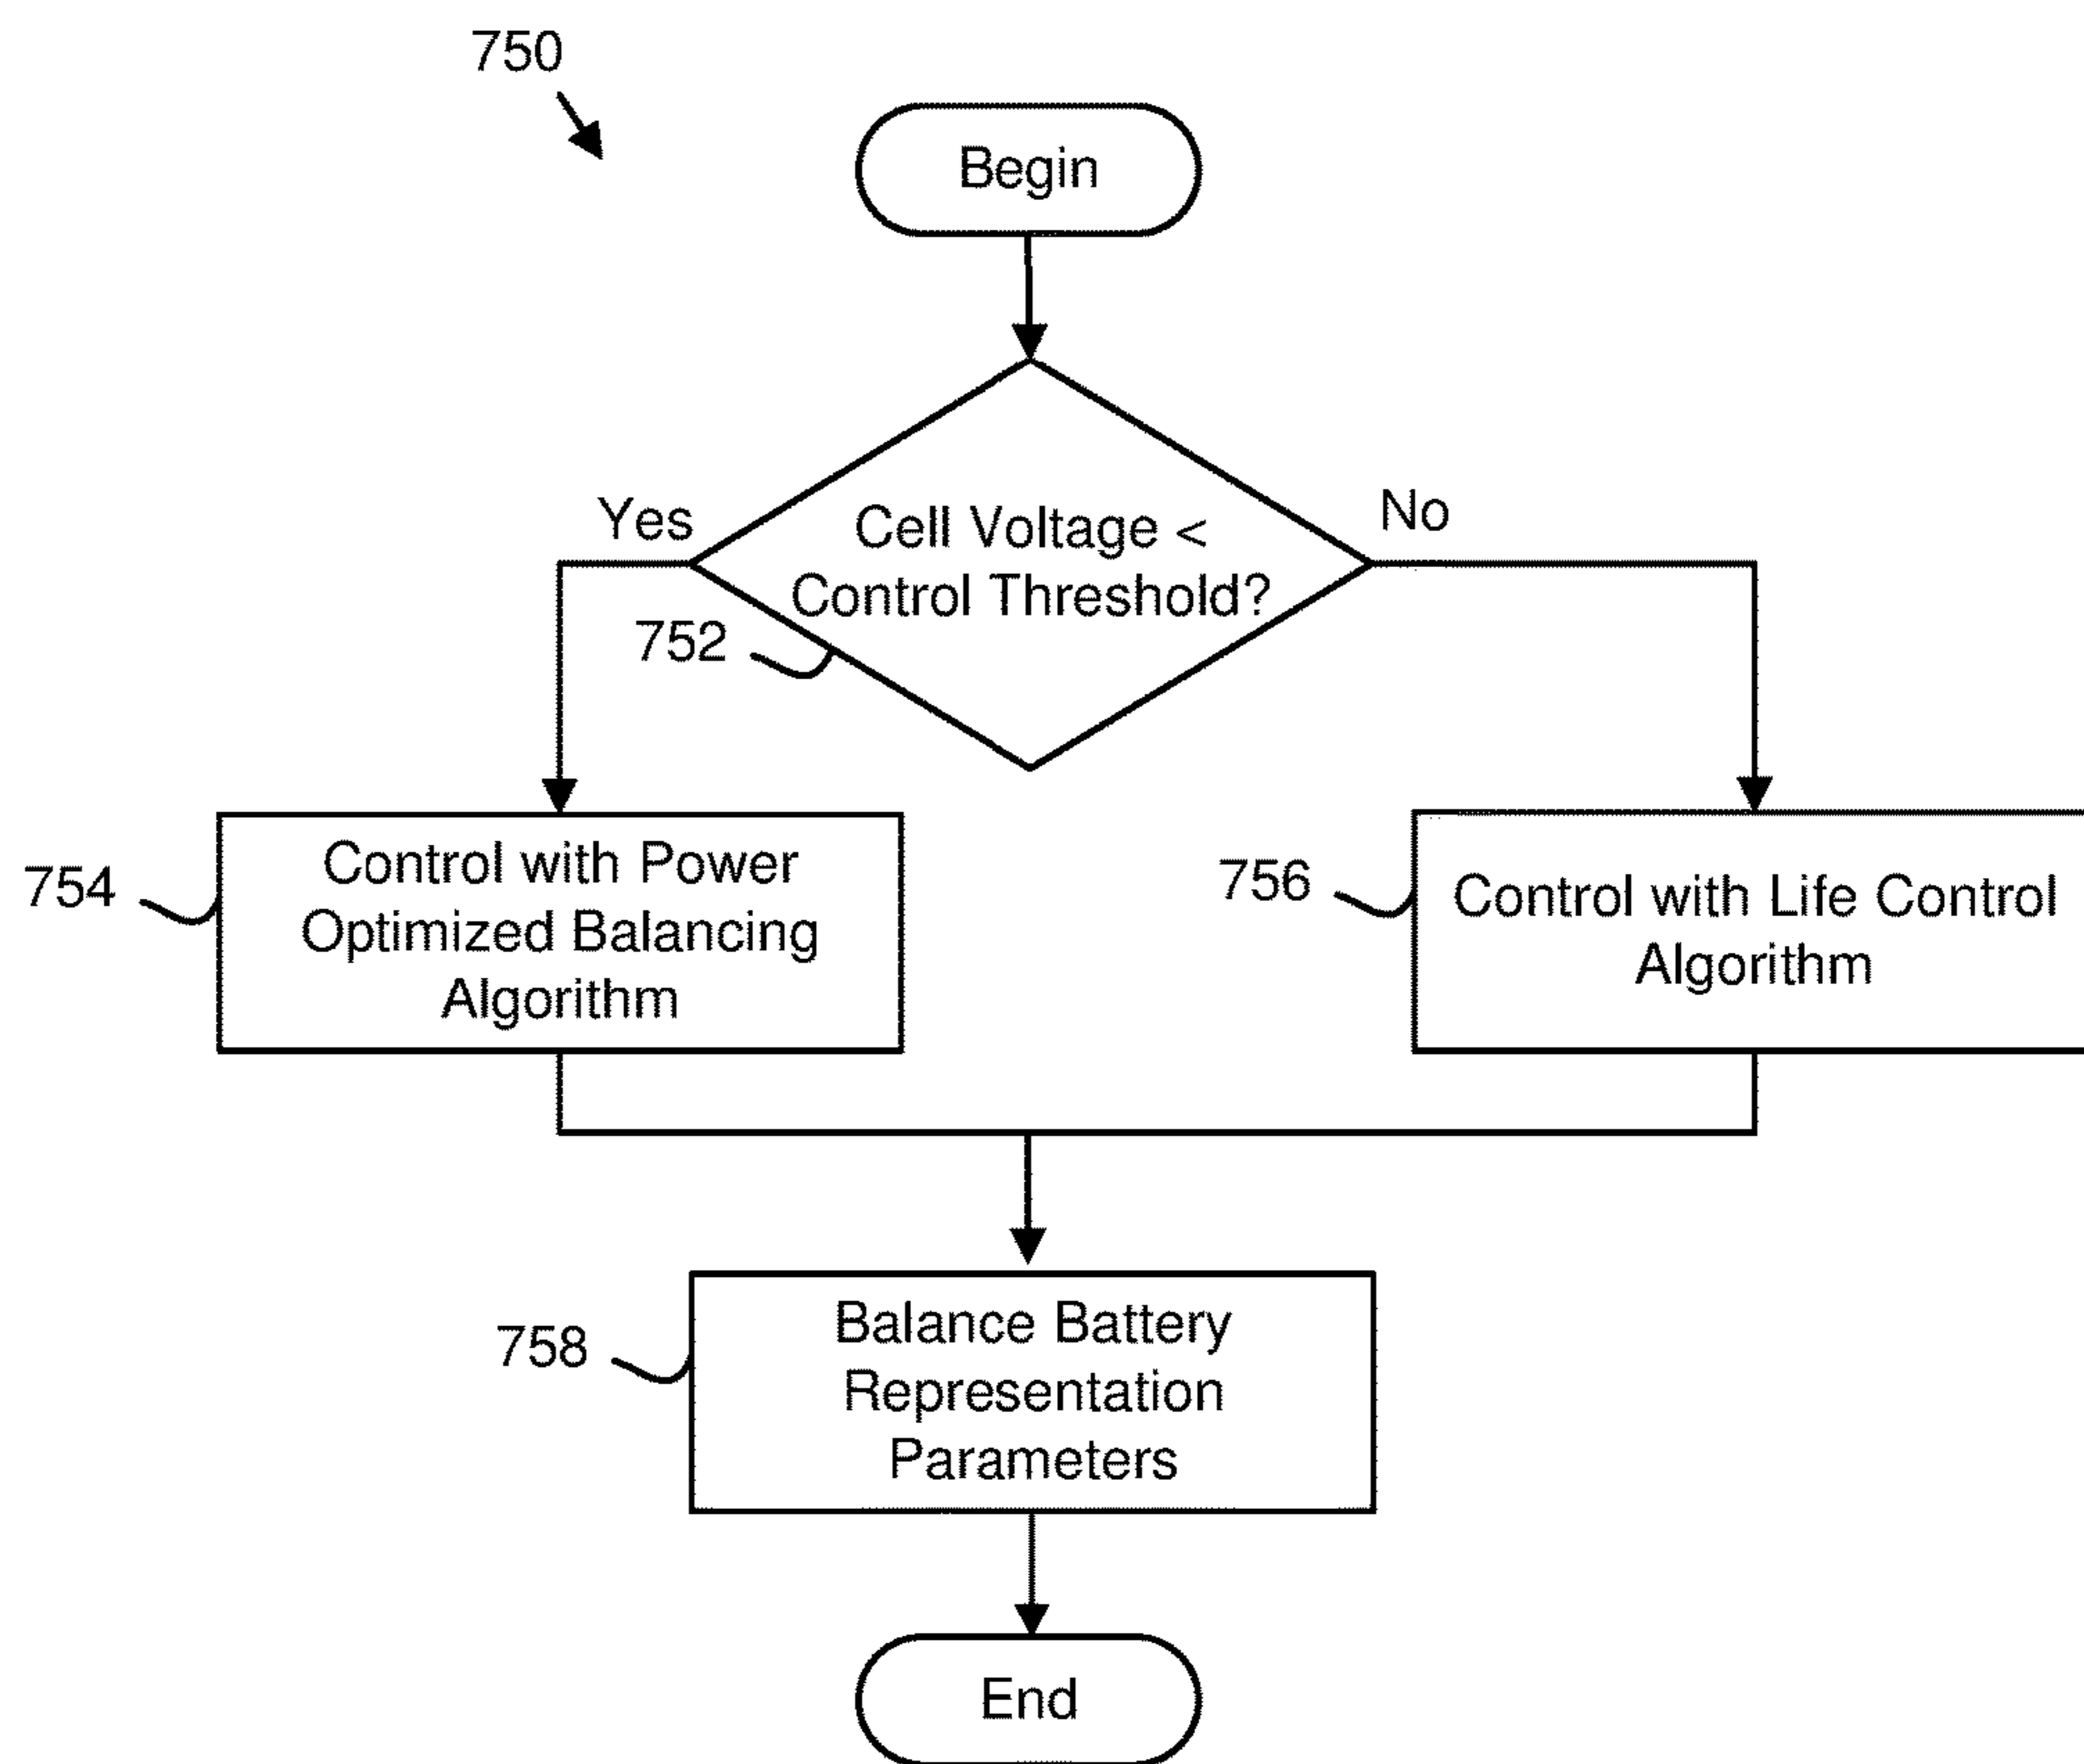 750
Begin
Yes
No
Cell Voltage <
Control Threshold?
752
754
Control with Power
Optimized Balancing
Algorithm
756
Control with Life Control
Algorithm
758
Balance Battery
Representation
Parameters
End